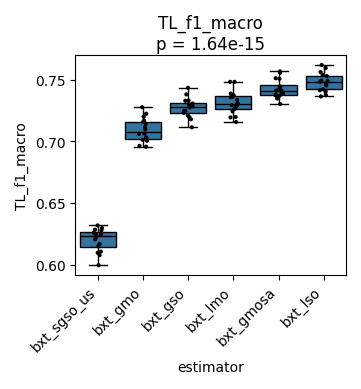 TL_f1_macro
p = 1.64e-15
TL_f1_macro
0.75
0.70
0.65
0.60
bxt_sgso_us
bxt_gmo
bxt_gso
bxt_lmo
bxt_gmosa
bxt_lso
estimator